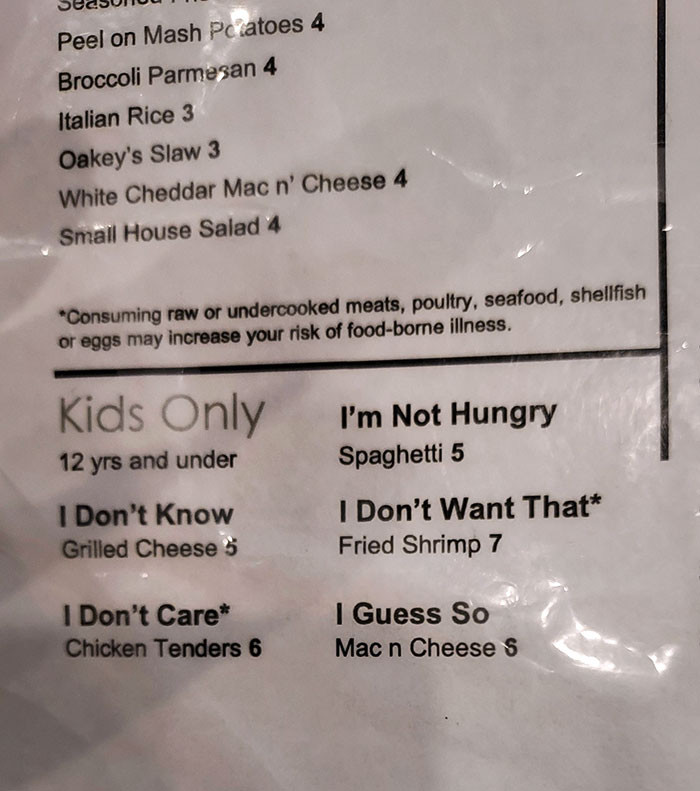 Seasoned
Peel on Mash Potatoes 4
Broccoli Parmesan 4
Italian Rice 3
Oakey's Slaw 3
White Cheddar Mac n' Cheese 4
Small House Salad 4
*Consuming raw or undercooked meats, poultry, seafood, shellfish
or eggs may increase your risk of food-borne illness.
Kids Only
12 yrs and under
I Don't Know
Grilled Cheese 5
I Don't Care*
Chicken Tenders 6
I'm Not Hungry
Spaghetti 5
I Don't Want That*
Fried Shrimp 7
I Guess So
Mac n Cheese 6